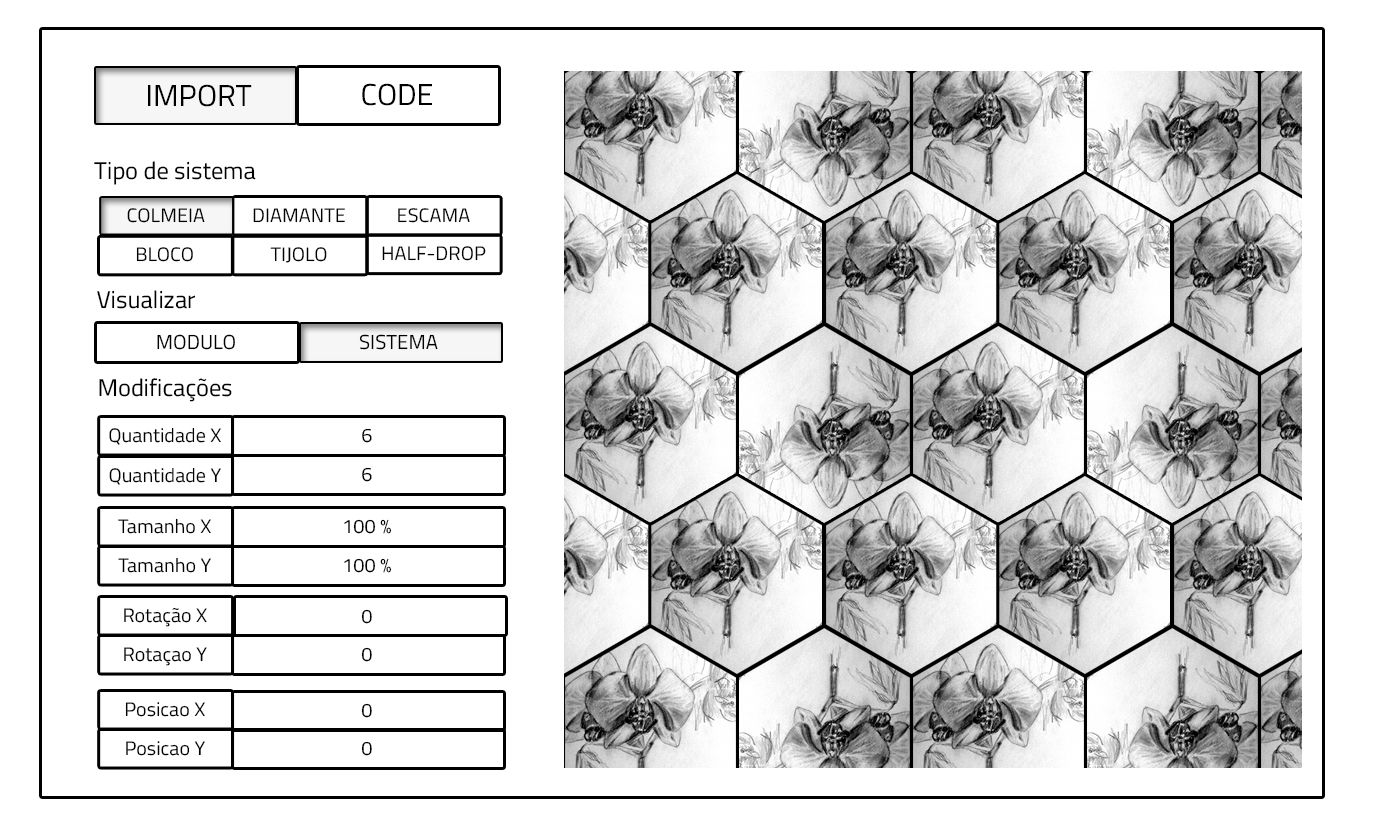 IMPORT CODE
Tipo de sistema
COLMEIA DIAMANTE ESCAMA
BLOCO TIJOLO HALF-DROP
Visualizar
MODULO SISTEMA
Modificações
Quantidade X 6
Quantidade Y 6
Tamanho X 100 %
Tamanho Y 100 %
Rotação X 0
Rotaçao Y 0
Posicao X 0
Posicao Y 0